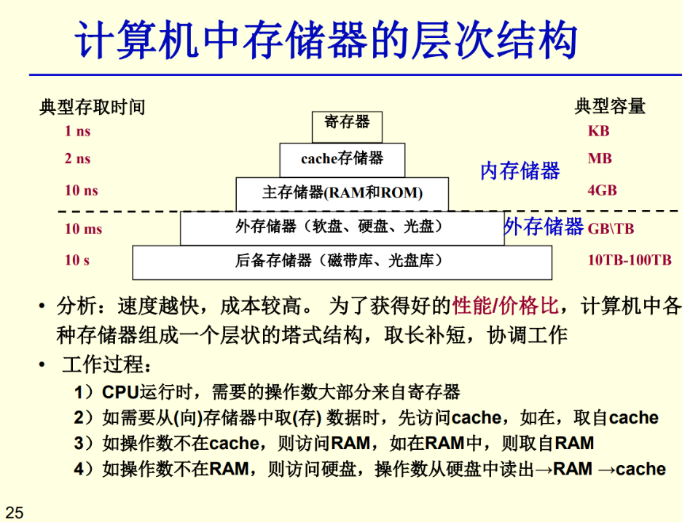 计算机中存储器的层次结构
典型存取时间 典型容量
1 ns 寄存器 KB
2 ns cache存储器 MB
内存储器
10 ns 主存储器(RAM和ROM) 4GB
10 ms 外存储器（软盘、硬盘、光盘） 外存储器 GB\TB
10 s 后备存储器（磁带库、光盘库） 10TB-100TB
• 分析：速度越快，成本较高。 为了获得好的性能/价格比，计算机中各
种存储器组成一个层状的塔式结构，取长补短，协调工作
• 工作过程：
1）CPU运行时，需要的操作数大部分来自寄存器
2）如需要从(向)存储器中取(存) 数据时，先访问cache，如在，取自cache
3）如操作数不在cache，则访问RAM，如在RAM中，则取自RAM
4）如操作数不在RAM，则访问硬盘，操作数从硬盘中读出→RAM →cache
25